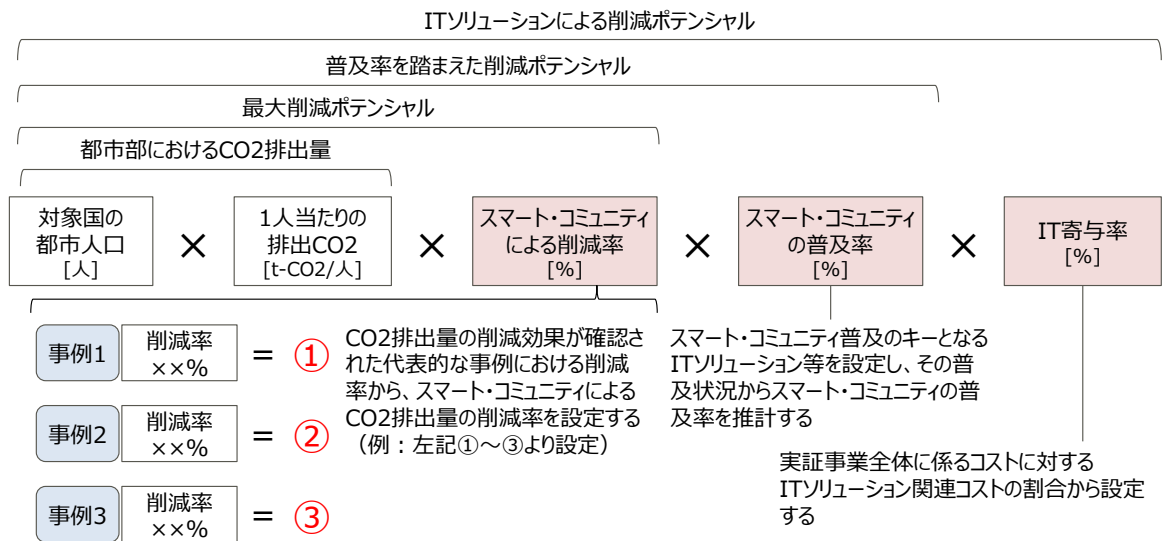 ITソリューションによる削減ポテンシャル
普及率を踏まえた削減ポテンシャル
最大削減ポテンシャル
都市部におけるCO2排出量
対象国の
都市人口
[人]
×
1人当たりの
排出CO2
[t-CO2/人]
×
スマート・コミュニティ
による削減率
[%]
×
スマート・コミュニティ
の普及率
[%]
×
IT寄与率
[%]
事例1
削減率
××%
= ①
事例2
削減率
××%
= ②
事例3
削減率
××%
= ③
CO2排出量の削減効果が確認さ
れた代表的な事例における削減
率から、スマート・コミュニティによる
CO2排出量の削減率を設定する
（例：左記①～③より設定）
スマート・コミュニティ普及のキーとなる
ITソリューション等を設定し、その普
及状況からスマート・コミュニティの普
及率を推計する
実証事業全体に係るコストに対する
ITソリューション関連コストの割合から設定
する